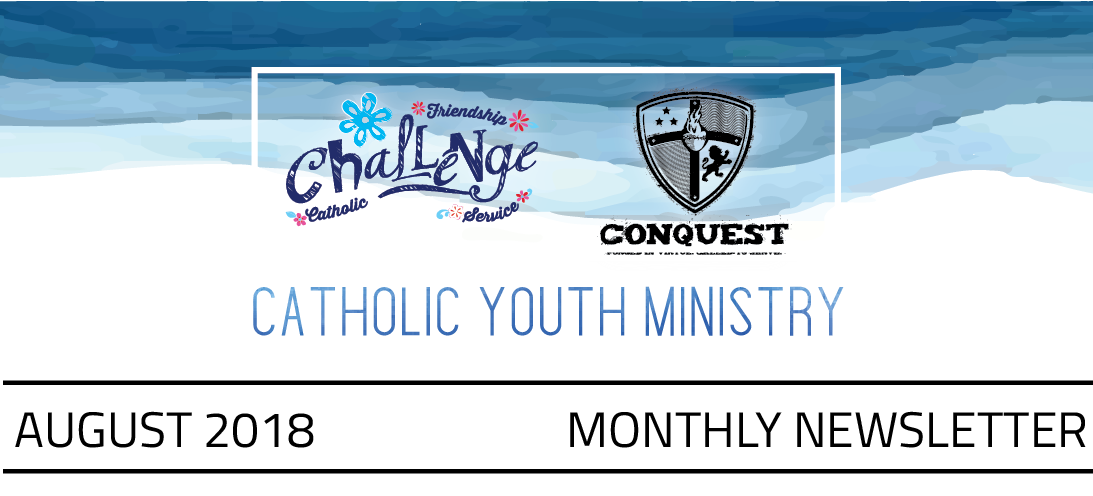 Friendship
Challenge
Catholic
Service
CONQUEST
CATHOLIC YOUTH MINISTRY
AUGUST 2018
MONTHLY NEWSLETTER